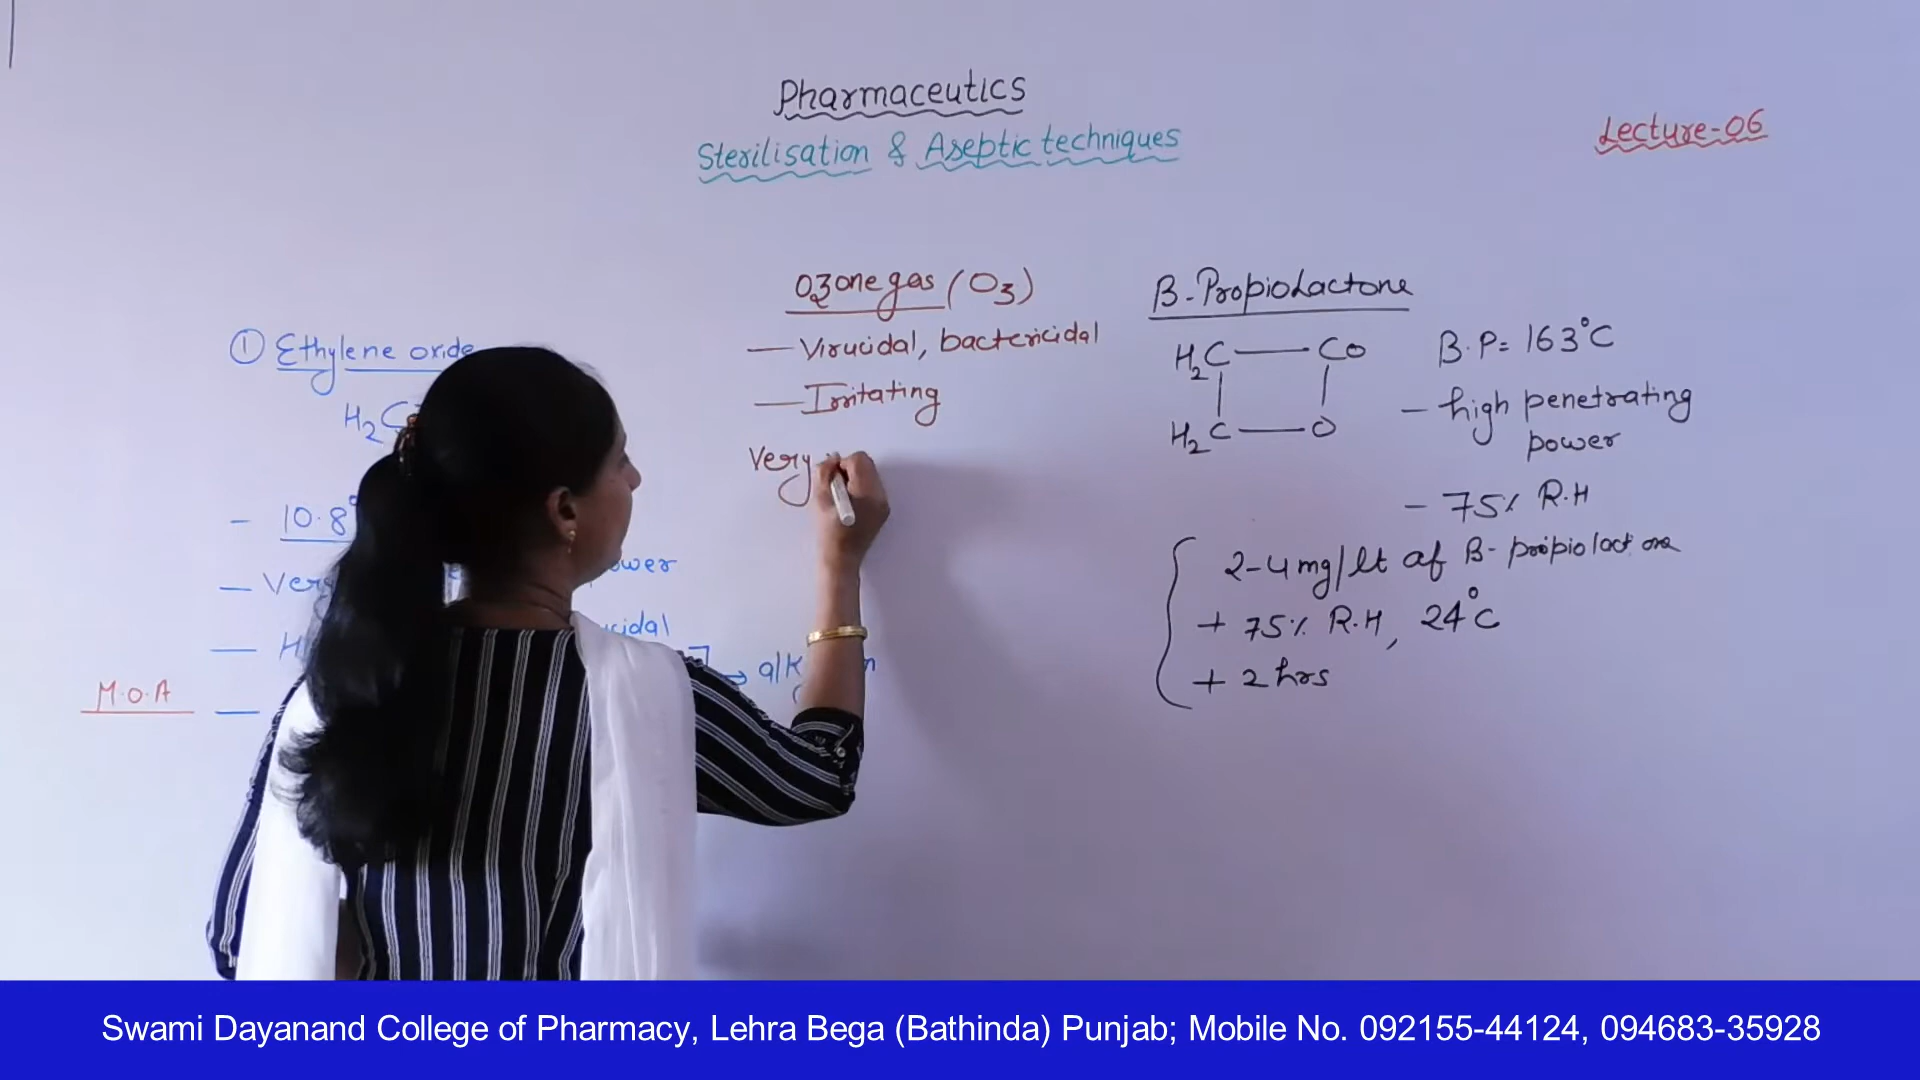 Pharmaceutics
Sterilisation & Aseptic techniques
Lecture-06
① Ethylene oxide
H₂C
- 10.8°
— Very
cidal
M.O.A —
Ozone gas (O₃)
— Virucidal, bactericidal
— Irritating
Very
β-Propiolactone
H₂C — CO
H₂C — O
B.P = 163°C
- high penetrating
power
- 75% R.H
2-4 mg/lt of β-propiolactone
+ 75% R.H, 24°C
+ 2 hrs
Swami Dayanand College of Pharmacy, Lehra Bega (Bathinda) Punjab; Mobile No. 092155-44124, 094683-35928